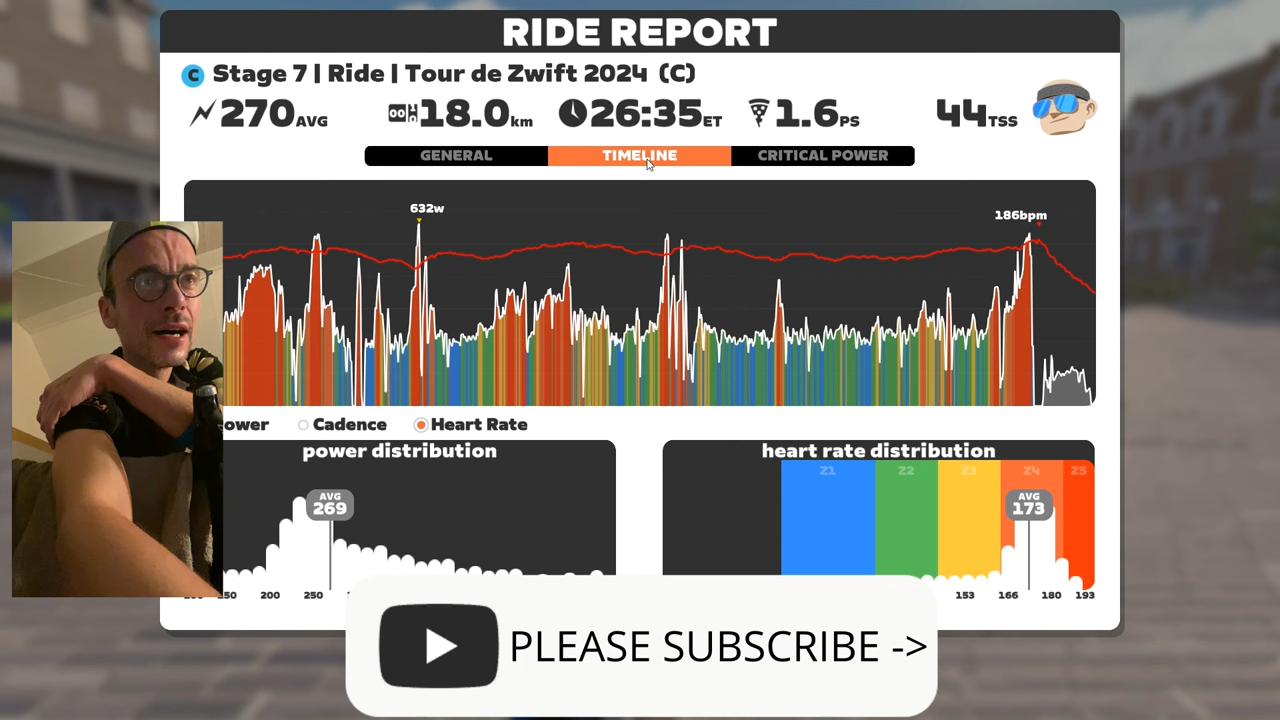 RIDE REPORT
C Stage 7 | Ride | Tour de Zwift 2024 (C)
270AVG 18.0km 26:35ET 1.6PS 44TSS
GENERAL TIMELINE CRITICAL POWER
632w 186bpm
ower Cadence Heart Rate
power distribution heart rate distribution
Z1 Z2 Z3 Z4 Z5
AVG AVG
269 173
200 250 153 166 180 193
PLEASE SUBSCRIBE ->